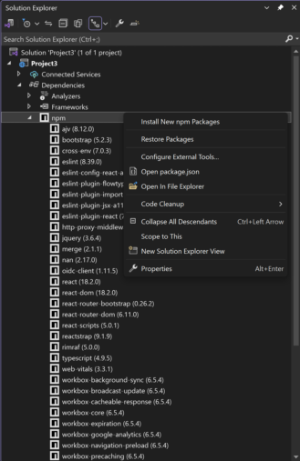 Solution Explorer
Search Solution Explorer (Ctrl+;)
Solution 'Project3' (1 of 1 project)
Project3
Connected Services
Dependencies
Analyzers
Frameworks
npm
ajv (8.12.0)
bootstrap (5.2.3)
cross-env (7.0.3)
eslint (8.39.0)
eslint-config-react-a
eslint-plugin-flowtyp
eslint-plugin-import
eslint-plugin-jsx-a11
eslint-plugin-react (7
http-proxy-middlew
jquery (3.6.4)
merge (2.1.1)
nan (2.17.0)
oidc-client (1.11.5)
react (18.2.0)
react-dom (18.2.0)
react-router-bootstrap (0.26.2)
react-router-dom (6.11.0)
react-scripts (5.0.1)
reactstrap (9.1.9)
rimraf (5.0.0)
typescript (4.9.5)
web-vitals (3.3.1)
workbox-background-sync (6.5.4)
workbox-broadcast-update (6.5.4)
workbox-cacheable-response (6.5.4)
workbox-core (6.5.4)
workbox-expiration (6.5.4)
workbox-google-analytics (6.5.4)
workbox-navigation-preload (6.5.4)
workbox-precaching (6.5.4)
Install New npm Packages
Restore Packages
Configure External Tools...
Open package.json
Open in File Explorer
Code Cleanup
Collapse All Descendants Ctrl+Left Arrow
Scope to This
New Solution Explorer View
Properties Alt+Enter